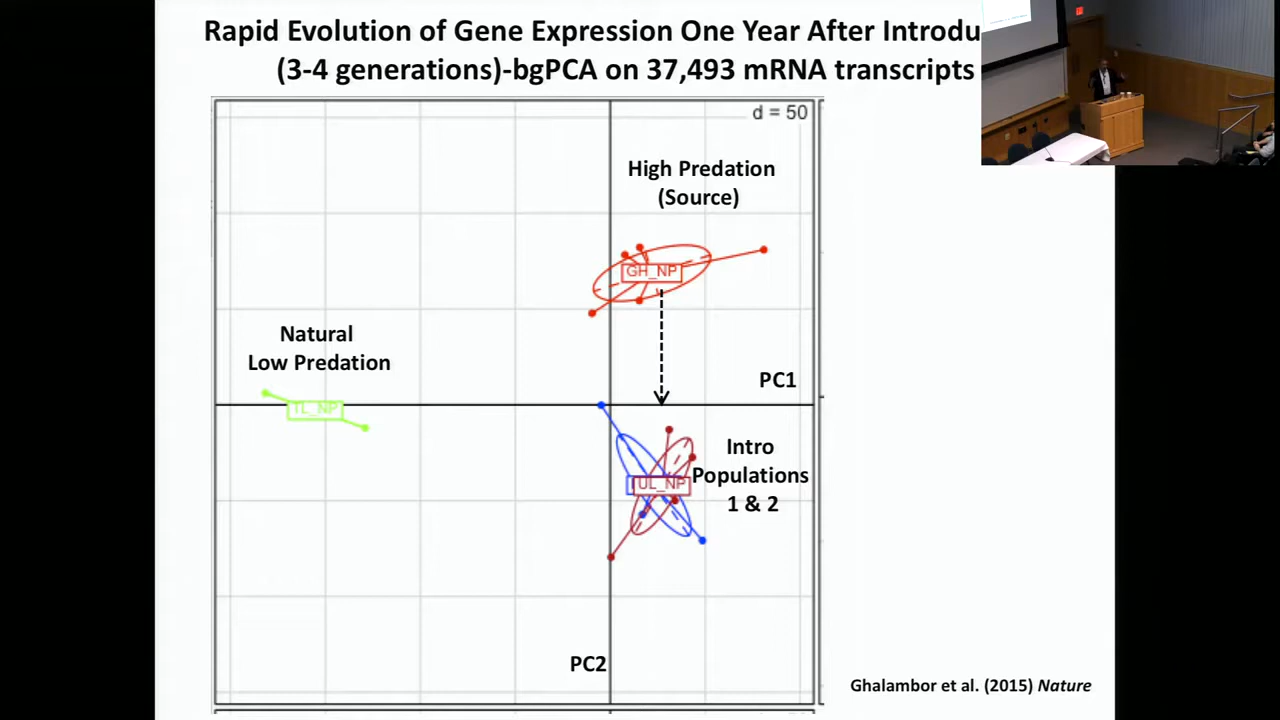 Rapid Evolution of Gene Expression One Year After Introdu
(3-4 generations)-bgPCA on 37,493 mRNA transcripts
d = 50
High Predation
(Source)
GH_NP
Natural
Low Predation
PC1
TL_NP
Intro
Populations
1 & 2
UL_NP
PC2
Ghalambor et al. (2015) Nature